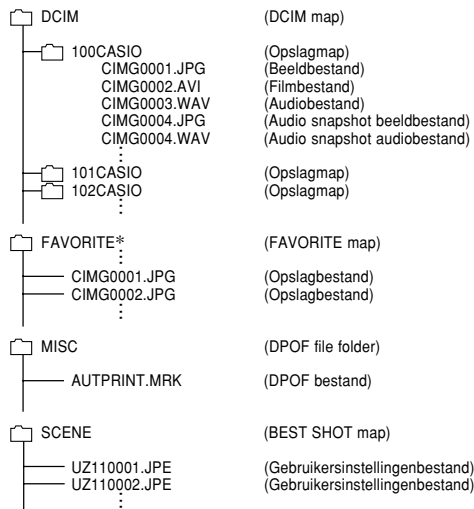 DCIM (DCIM map)
100CASIO (Opslagmap)
CIMG0001.JPG (Beeldbestand)
CIMG0002.AVI (Filmbestand)
CIMG0003.WAV (Audiobestand)
CIMG0004.JPG (Audio snapshot beeldbestand)
CIMG0004.WAV (Audio snapshot audiobestand)
101CASIO (Opslagmap)
102CASIO (Opslagmap)
FAVORITE* (FAVORITE map)
CIMG0001.JPG (Opslagbestand)
CIMG0002.JPG (Opslagbestand)
MISC (DPOF file folder)
AUTPRINT.MRK (DPOF bestand)
SCENE (BEST SHOT map)
UZ110001.JPE (Gebruikersinstellingenbestand)
UZ110002.JPE (Gebruikersinstellingenbestand)